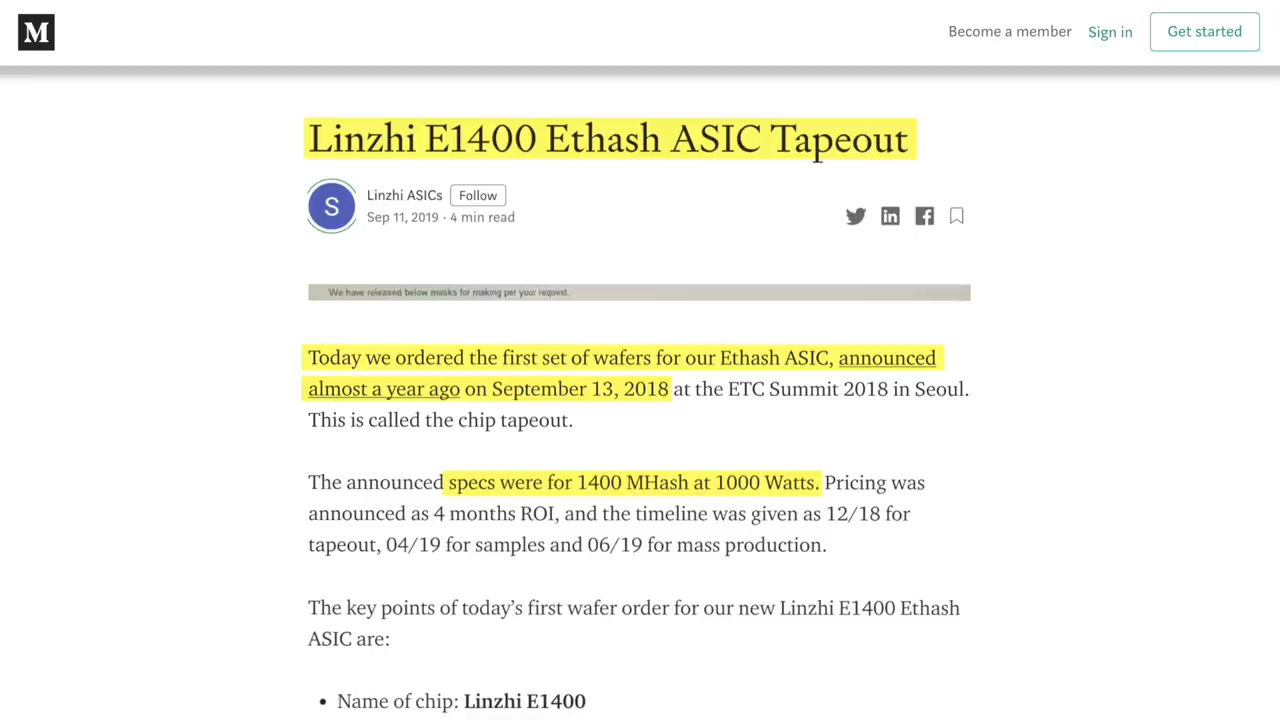 M
Become a member
Sign in
Get started
Linzhi E1400 Ethash ASIC Tapeout
S
Linzhi ASICs
Follow
Sep 11, 2019 · 4 min read
We have released below masks for making per your request.
Today we ordered the first set of wafers for our Ethash ASIC, announced
almost a year ago on September 13, 2018 at the ETC Summit 2018 in Seoul.
This is called the chip tapeout.
The announced specs were for 1400 MHash at 1000 Watts. Pricing was
announced as 4 months ROI, and the timeline was given as 12/18 for
tapeout, 04/19 for samples and 06/19 for mass production.
The key points of today’s first wafer order for our new Linzhi E1400 Ethash
ASIC are:
• Name of chip: Linzhi E1400